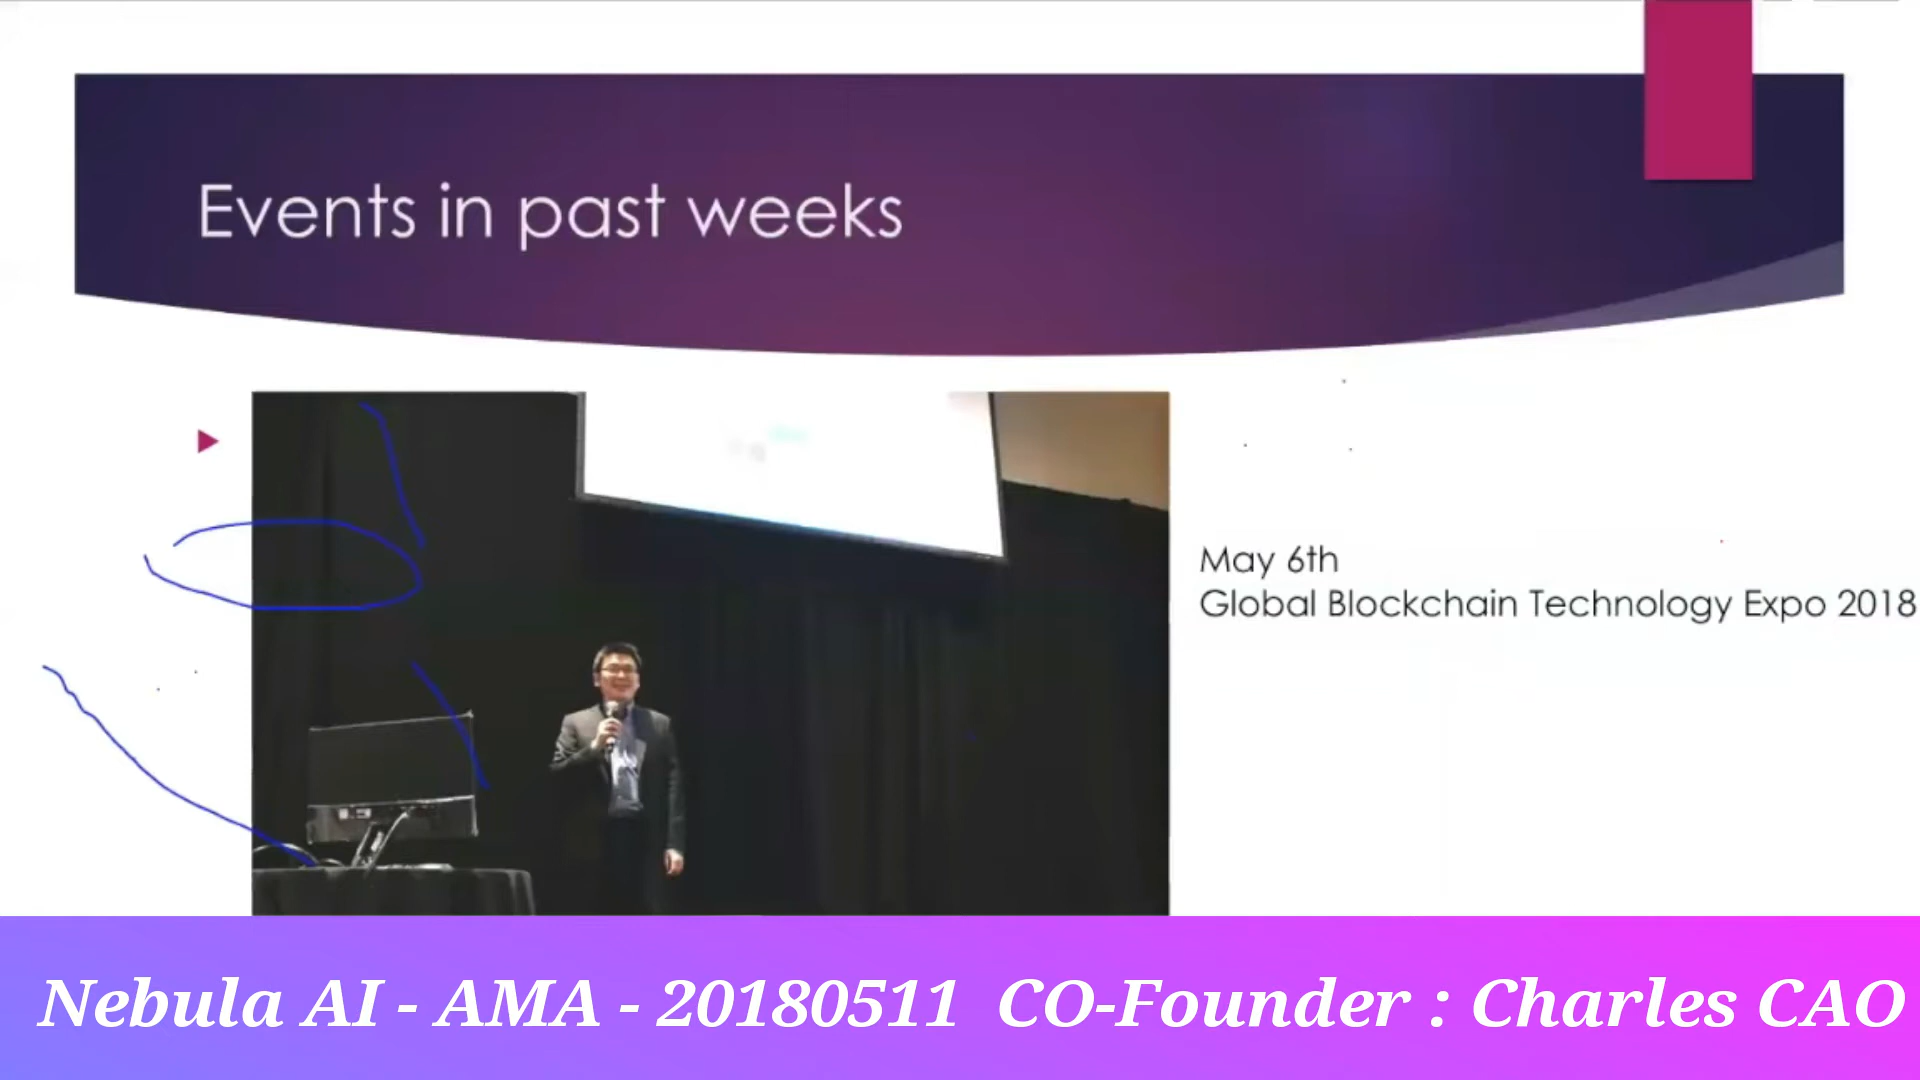 Events in past weeks
May 6th
Global Blockchain Technology Expo 2018
Nebula AI - AMA - 20180511 CO-Founder : Charles CAO